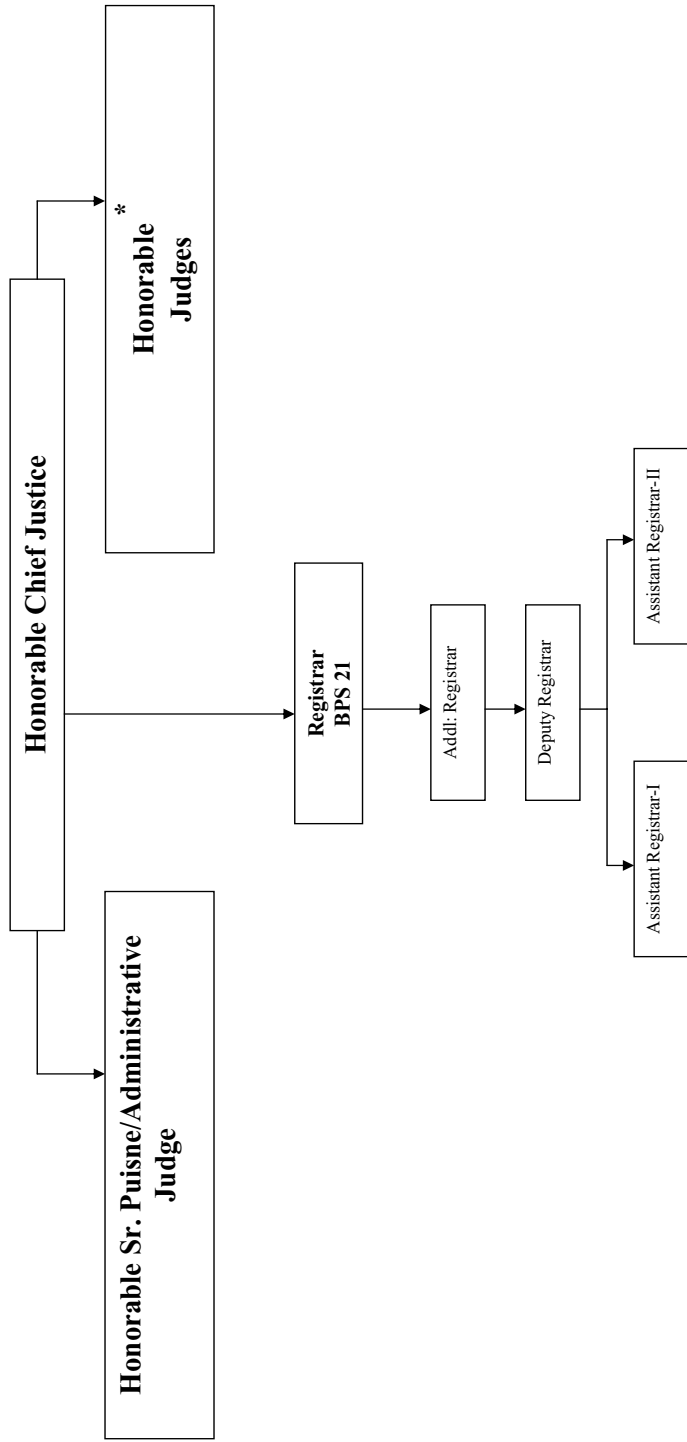 Honorable Chief Justice
Honorable Sr. Puisne/Administrative
Judge
*
Honorable
Judges
Registrar
BPS 21
Addl: Registrar
Deputy Registrar
Assistant Registrar-I
Assistant Registrar-II